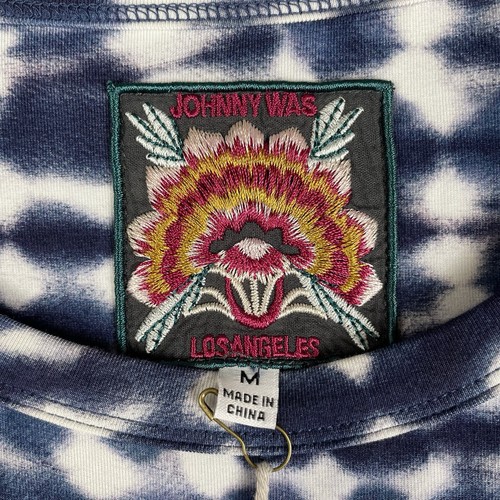 JOHNNY WAS
LOS ANGELES
M
MADE IN
CHINA